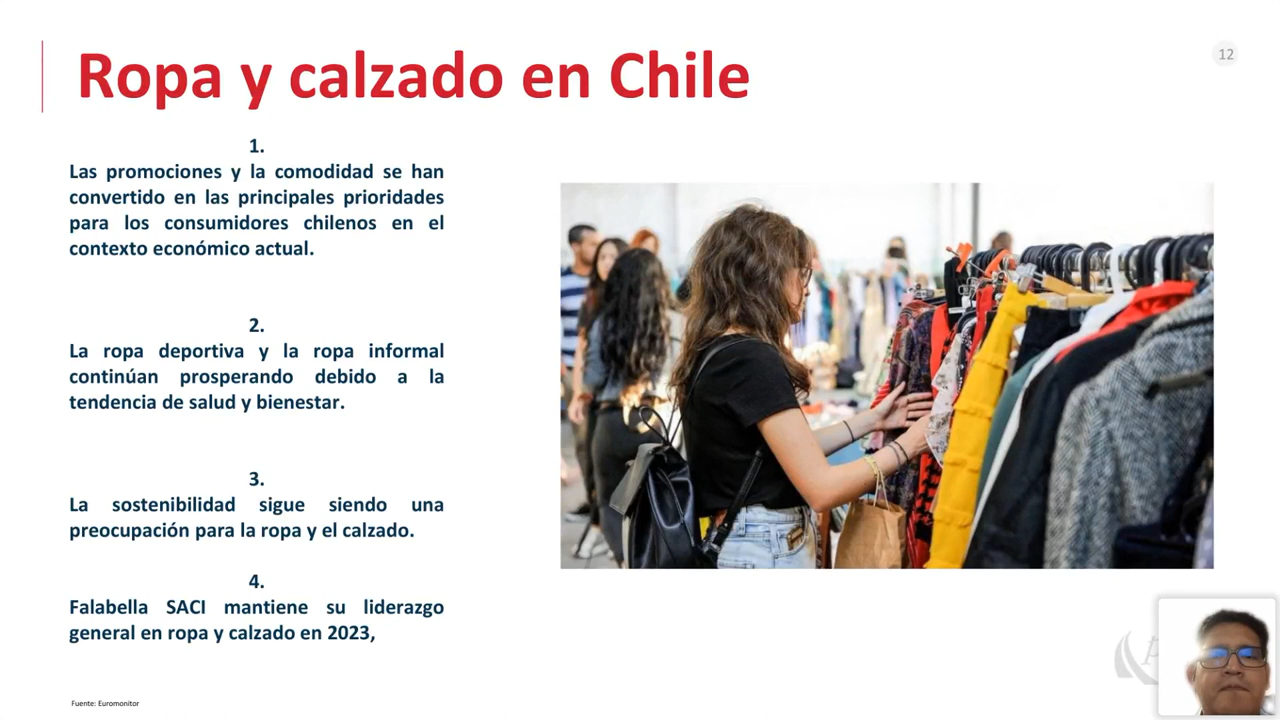 Ropa y calzado en Chile
12
1.
Las promociones y la comodidad se han
convertido en las principales prioridades
para los consumidores chilenos en el
contexto económico actual.
2.
La ropa deportiva y la ropa informal
continúan prosperando debido a la
tendencia de salud y bienestar.
3.
La sostenibilidad sigue siendo una
preocupación para la ropa y el calzado.
4.
Falabella SACI mantiene su liderazgo
general en ropa y calzado en 2023,
Fuente: Euromonitor